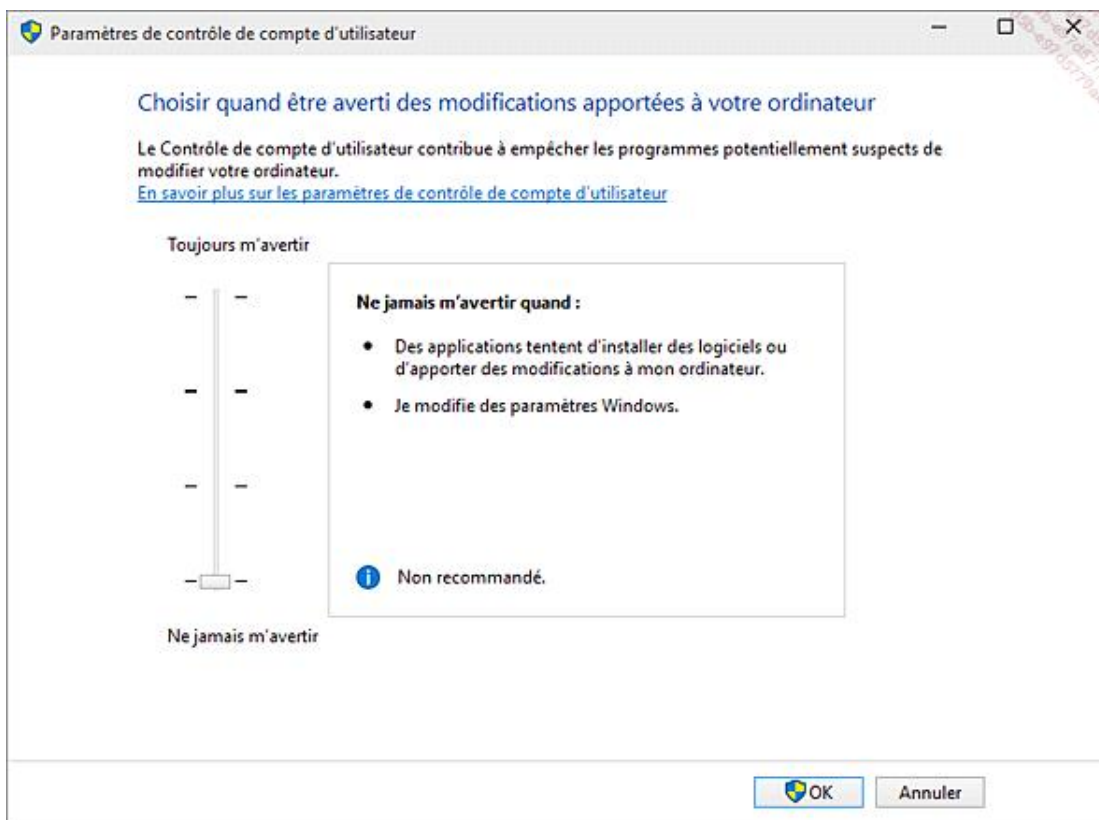 Paramètres de contrôle de compte d'utilisateur
Choisir quand être averti des modifications apportées à votre ordinateur
Le Contrôle de compte d'utilisateur contribue à empêcher les programmes potentiellement suspects de
modifier votre ordinateur.
En savoir plus sur les paramètres de contrôle de compte d'utilisateur
Toujours m'avertir
Ne jamais m'avertir quand :
• Des applications tentent d'installer des logiciels ou
d'apporter des modifications à mon ordinateur.
• Je modifie des paramètres Windows.
Non recommandé.
Ne jamais m'avertir
OK
Annuler